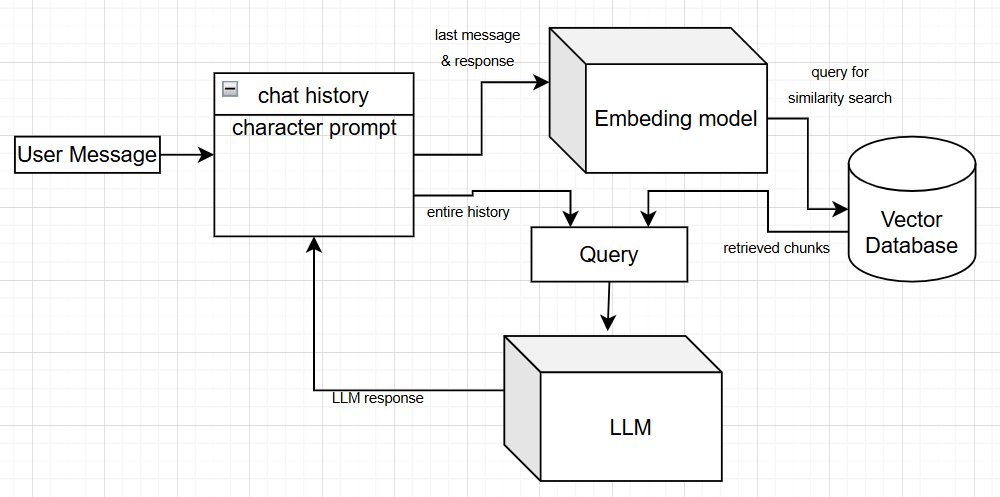 last message
& response
query for
similarity search
chat history
character prompt
Embeding model
User Message
entire history
Query
retrieved chunks
Vector
Database
LLM response
LLM